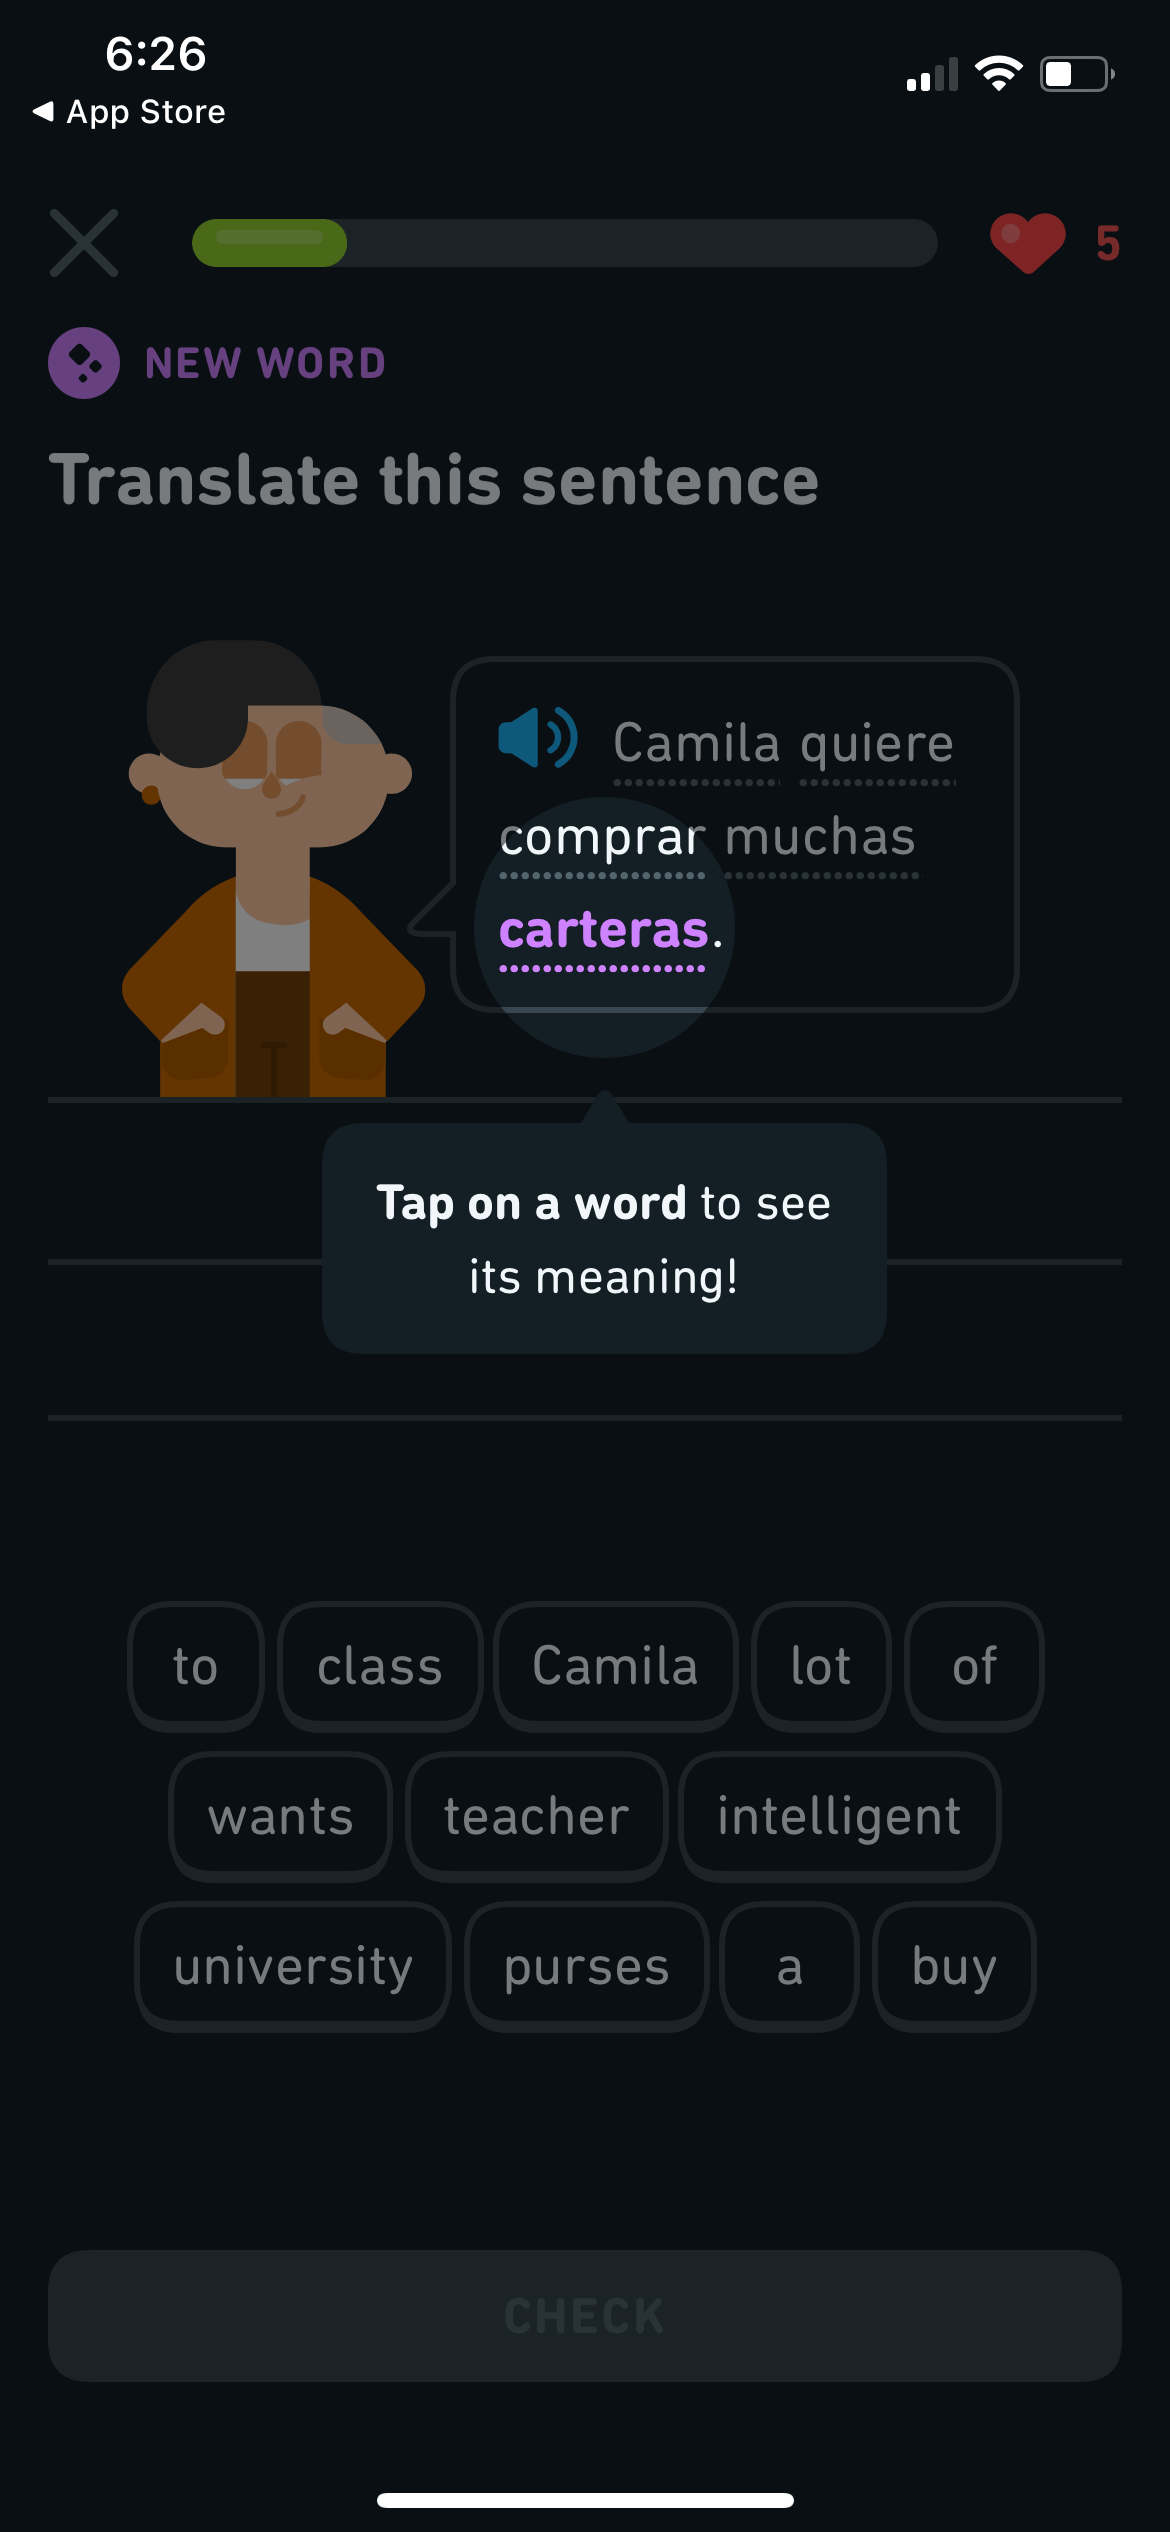 6:26
App Store
5
NEW WORD
Translate this sentence
Camila quiere
comprar muchas
carteras.
Tap on a word to see
its meaning!
to class Camila lot of
wants teacher intelligent
university purses a buy
CHECK